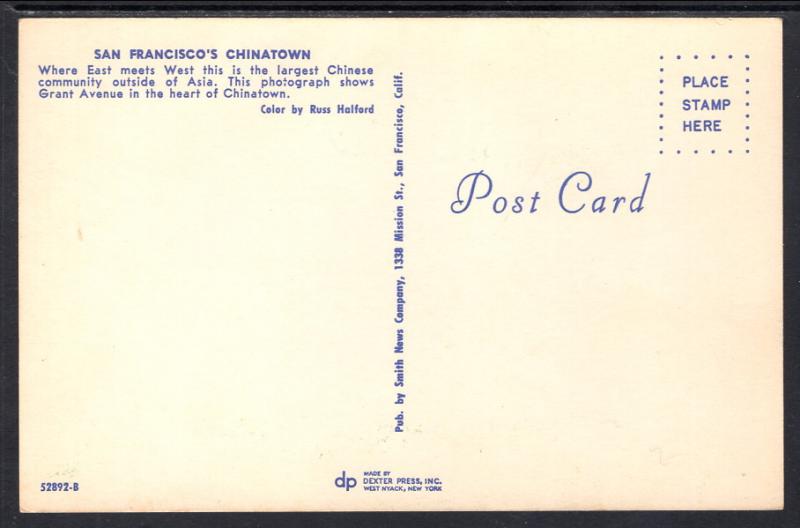 SAN FRANCISCO'S CHINATOWN
Where East meets West this is the largest Chinese
community outside of Asia. This photograph shows
Grant Avenue in the heart of Chinatown.
Color by Russ Halford
Pub. by Smith News Company, 1338 Mission St., San Francisco, Calif.
PLACE
STAMP
HERE
Post Card
52892-B
dp
MADE BY
DEXTER PRESS, INC.
WEST NYACK, NEW YORK